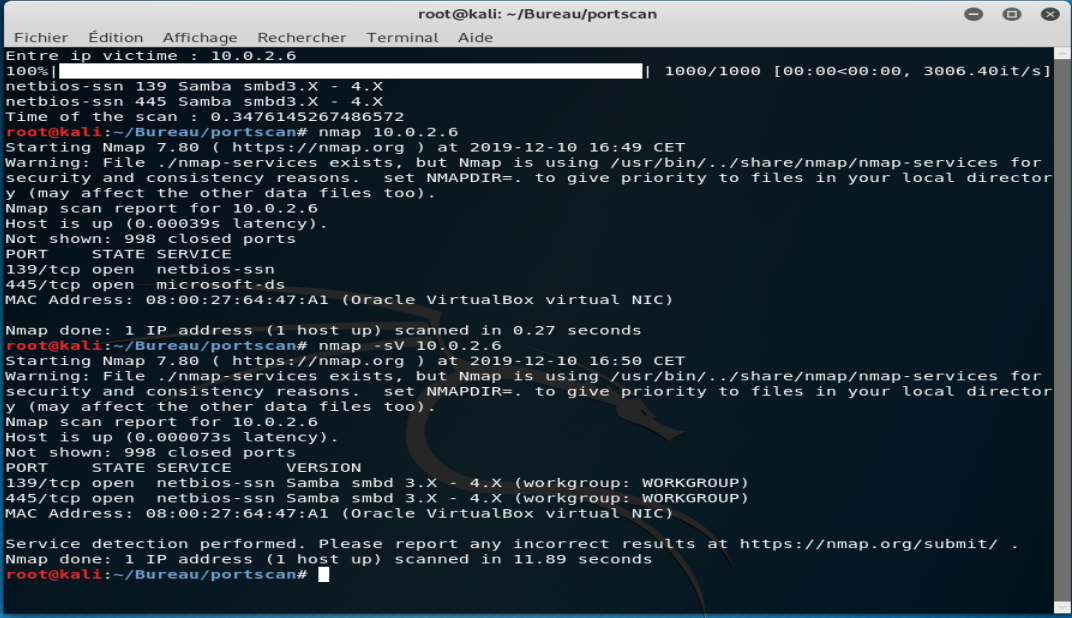 root@kali: ~/Bureau/portscan
Fichier Édition Affichage Rechercher Terminal Aide
Entre ip victime : 10.0.2.6
100%| | 1000/1000 [00:00<00:00, 3006.40it/s]
netbios-ssn 139 Samba smbd3.X - 4.X
netbios-ssn 445 Samba smbd3.X - 4.X
Time of the scan : 0.3476145267486572
root@kali:~/Bureau/portscan# nmap 10.0.2.6
Starting Nmap 7.80 ( https://nmap.org ) at 2019-12-10 16:49 CET
Warning: File ./nmap-services exists, but Nmap is using /usr/bin/../share/nmap/nmap-services for
security and consistency reasons.  set NMAPDIR=. to give priority to files in your local director
y (may affect the other data files too).
Nmap scan report for 10.0.2.6
Host is up (0.00039s latency).
Not shown: 998 closed ports
PORT    STATE SERVICE
139/tcp open  netbios-ssn
445/tcp open  microsoft-ds
MAC Address: 08:00:27:64:47:A1 (Oracle VirtualBox virtual NIC)
Nmap done: 1 IP address (1 host up) scanned in 0.27 seconds
root@kali:~/Bureau/portscan# nmap -sV 10.0.2.6
Starting Nmap 7.80 ( https://nmap.org ) at 2019-12-10 16:50 CET
Warning: File ./nmap-services exists, but Nmap is using /usr/bin/../share/nmap/nmap-services for
security and consistency reasons.  set NMAPDIR=. to give priority to files in your local director
y (may affect the other data files too).
Nmap scan report for 10.0.2.6
Host is up (0.000073s latency).
Not shown: 998 closed ports
PORT    STATE SERVICE     VERSION
139/tcp open  netbios-ssn Samba smbd 3.X - 4.X (workgroup: WORKGROUP)
445/tcp open  netbios-ssn Samba smbd 3.X - 4.X (workgroup: WORKGROUP)
MAC Address: 08:00:27:64:47:A1 (Oracle VirtualBox virtual NIC)
Service detection performed. Please report any incorrect results at https://nmap.org/submit/ .
Nmap done: 1 IP address (1 host up) scanned in 11.89 seconds
root@kali:~/Bureau/portscan#